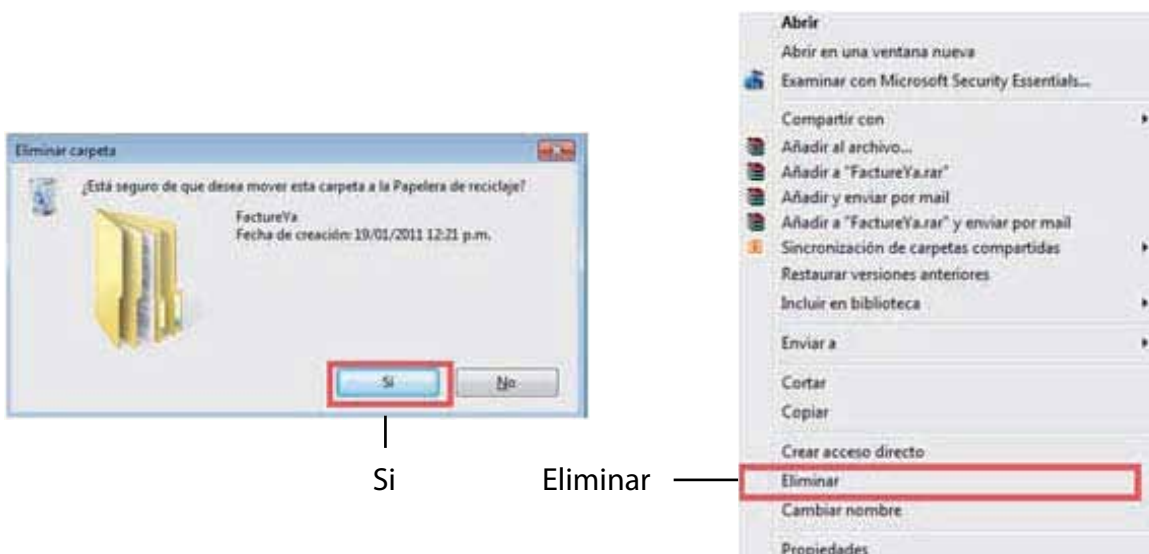 Eliminar carpeta
¿Está seguro de que desea mover esta carpeta a la Papelera de reciclaje?
FactureYa
Fecha de creación: 19/01/2011 12:21 p.m.
Sí
No
Si
Abrir
Abrir en una ventana nueva
Examinar con Microsoft Security Essentials...
Compartir con
Añadir al archivo...
Añadir a "FactureYa.rar"
Añadir y enviar por mail
Añadir a "FactureYa.rar" y enviar por mail
Sincronización de carpetas compartidas
Restaurar versiones anteriores
Incluir en biblioteca
Enviar a
Cortar
Copiar
Crear acceso directo
Eliminar
Eliminar
Cambiar nombre
Propiedades